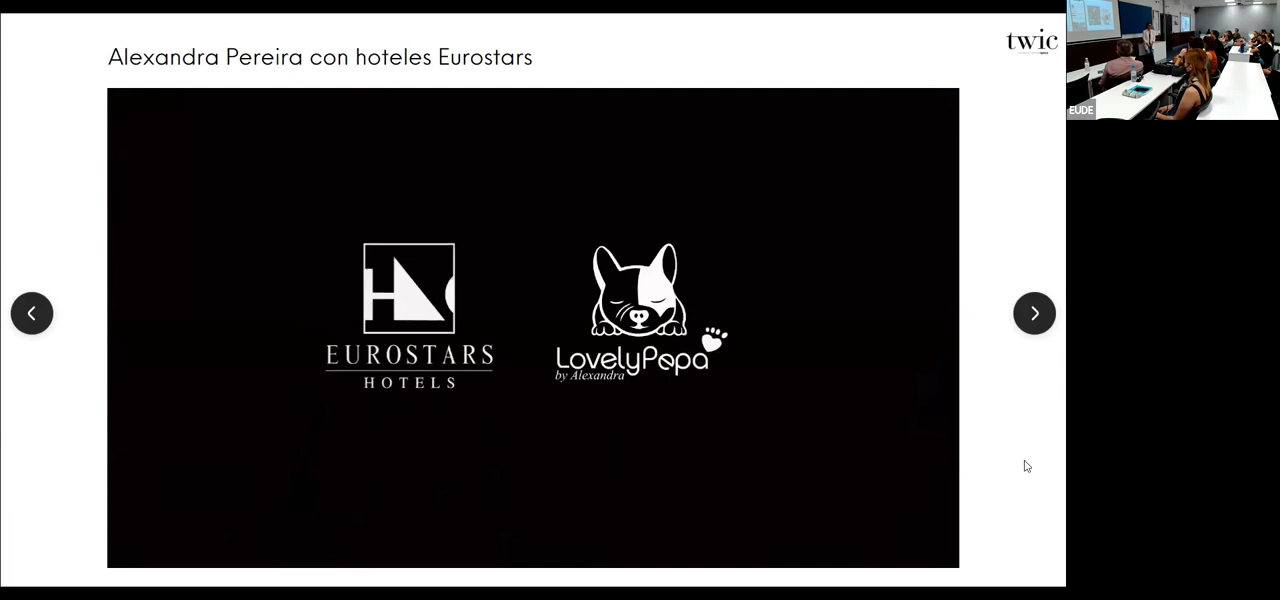 Alexandra Pereira con hoteles Eurostars
twic
EUDE
EUROSTARS
HOTELS
LovelyPepa
by Alexandra